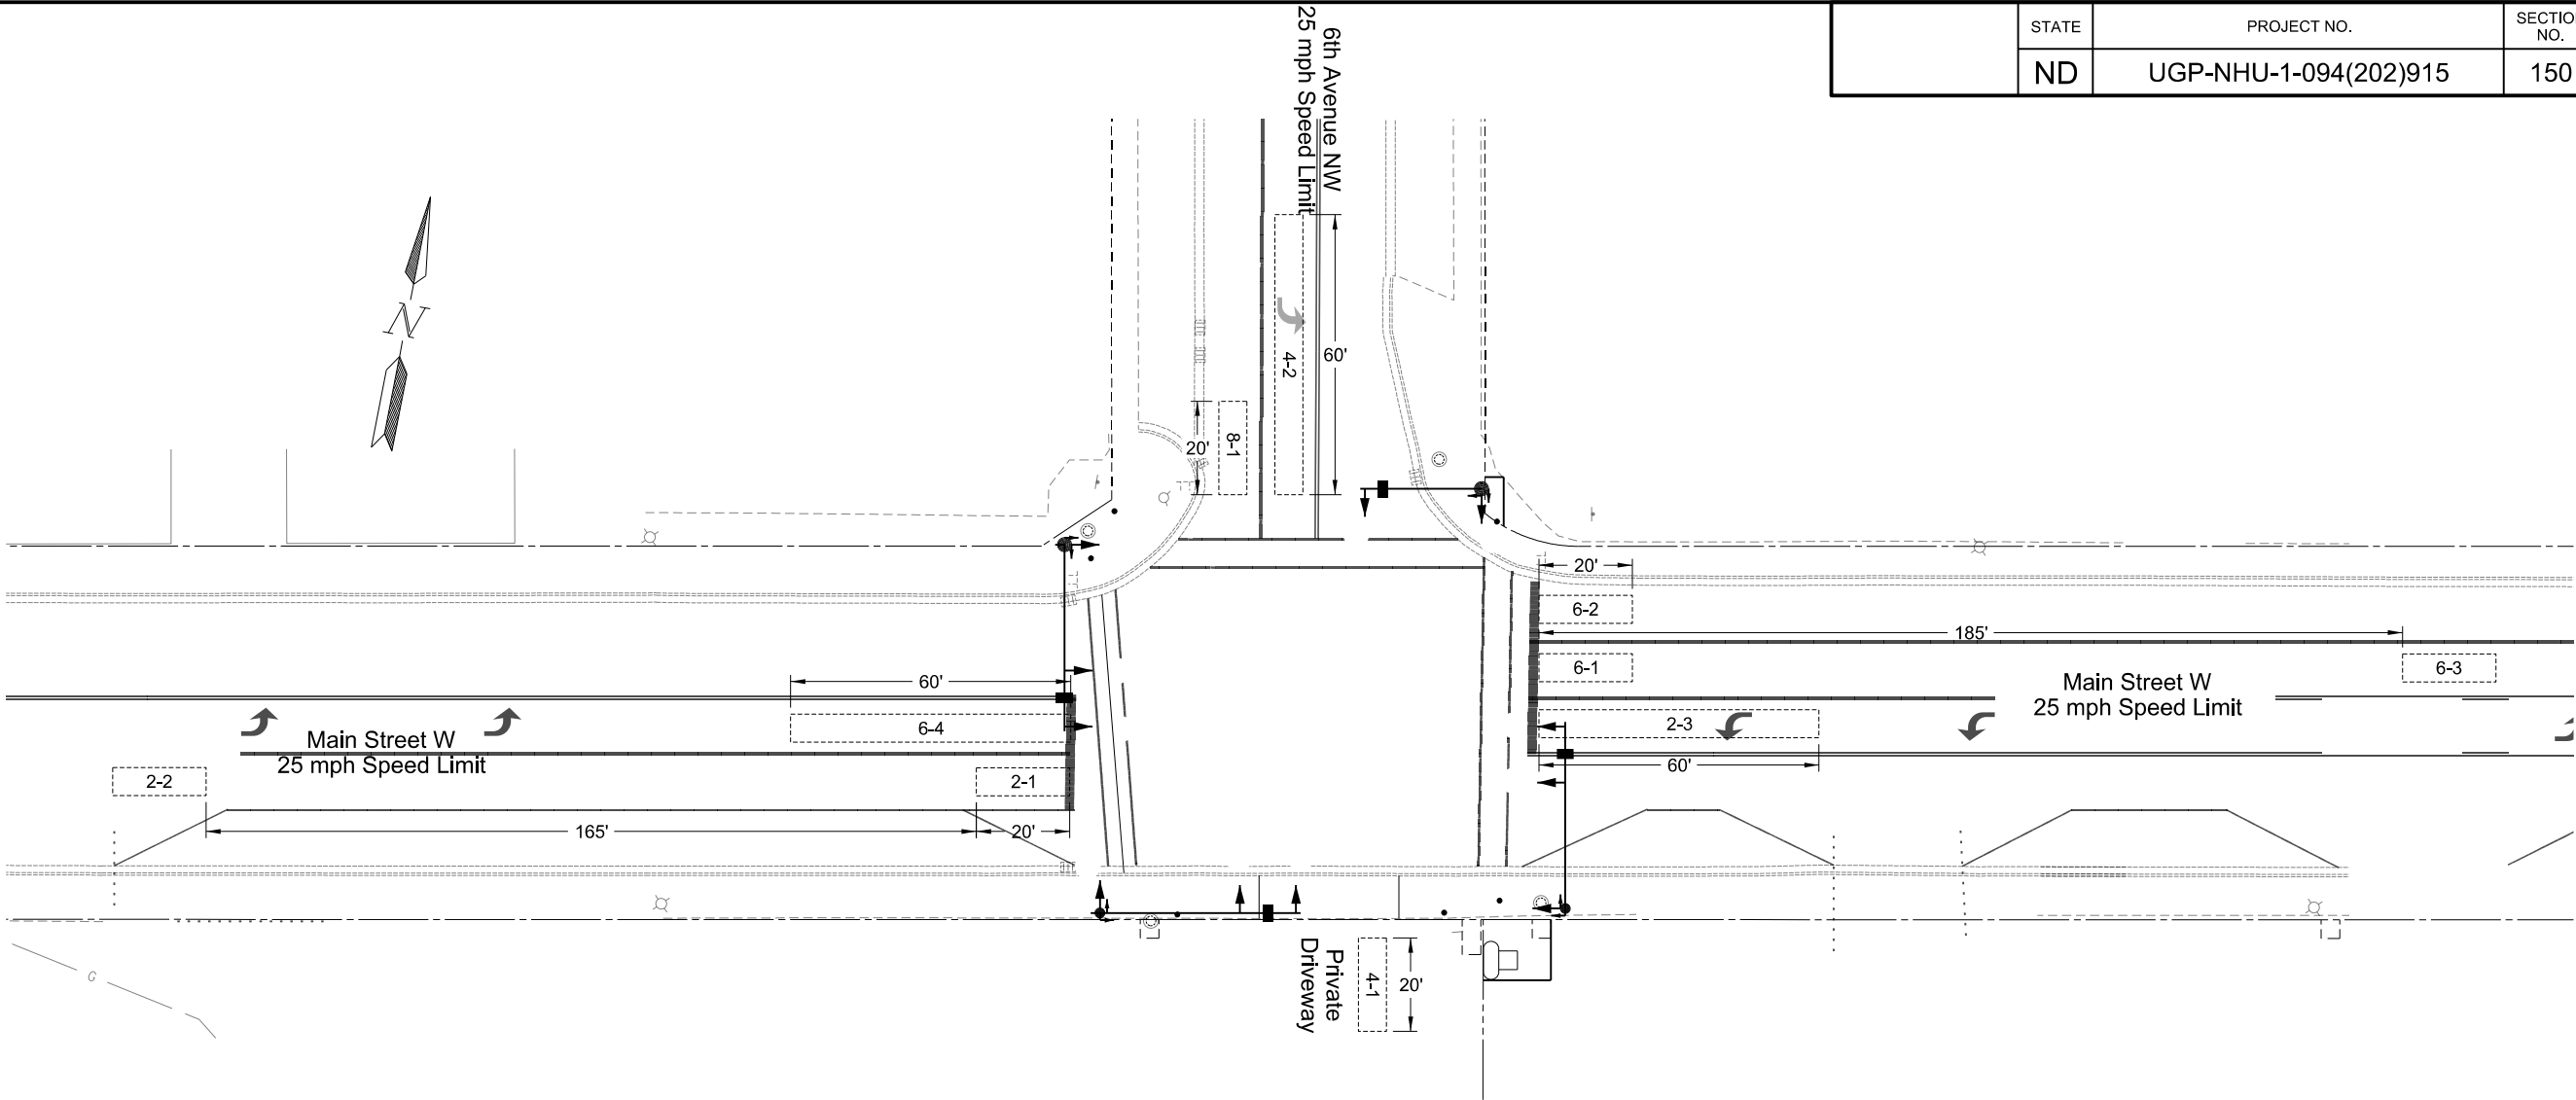 STATE
PROJECT NO.
SECTIO
NO.
ND
UGP-NHU-1-094(202)915
150
6th Avenue NW
25 mph Speed Limit
N
4-2
60'
8-1
20'
20'
6-2
185'
6-1
6-3
60'
Main Street W
25 mph Speed Limit
6-4
2-3
Main Street W
25 mph Speed Limit
60'
2-2
2-1
165'
20'
Private
Driveway
4-1
20'
G